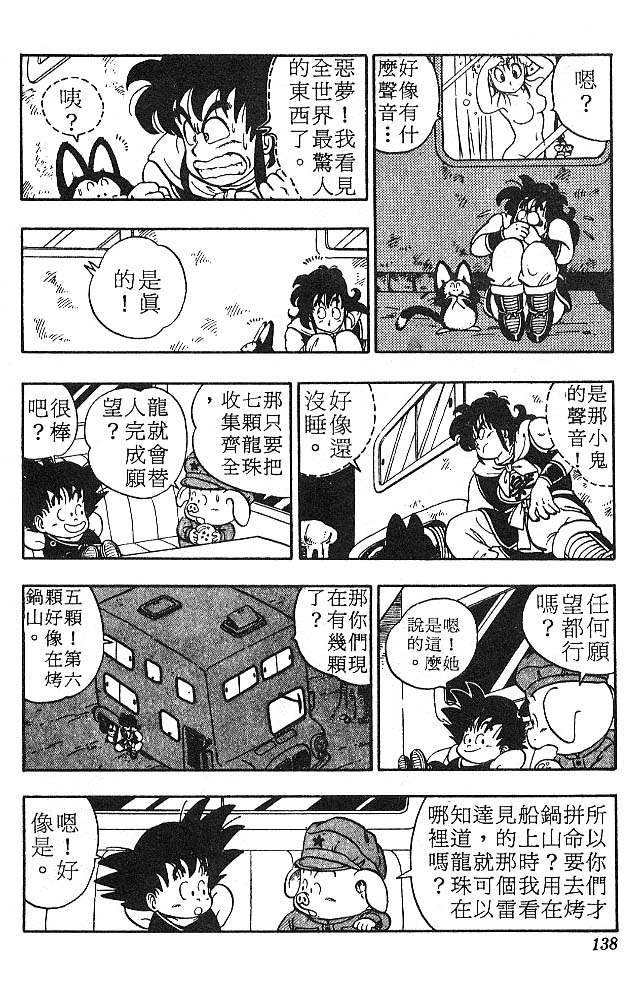 嗯?
好像有什
麼聲音…
惡夢!我看見
全世界最驚人
的東西了。
咦?
是眞
的!
是那小鬼
的聲音!
好像還
沒睡。
那只要把
七顆龍珠
收集齊全
,
龍就會替
人完成願
望?
很棒
吧?
任何願
望都行
嗎?
嗯!她
是這麼
說的。
那你們現
在有幾顆
了?
五顆!第六
顆好像在烤
鍋山。
所以你們才
拼命要去烤
鍋山?用在
船上時我看
見的那個雷
達,就可以
知道龍珠在
哪裡嗎?
嗯!好
像是。
138